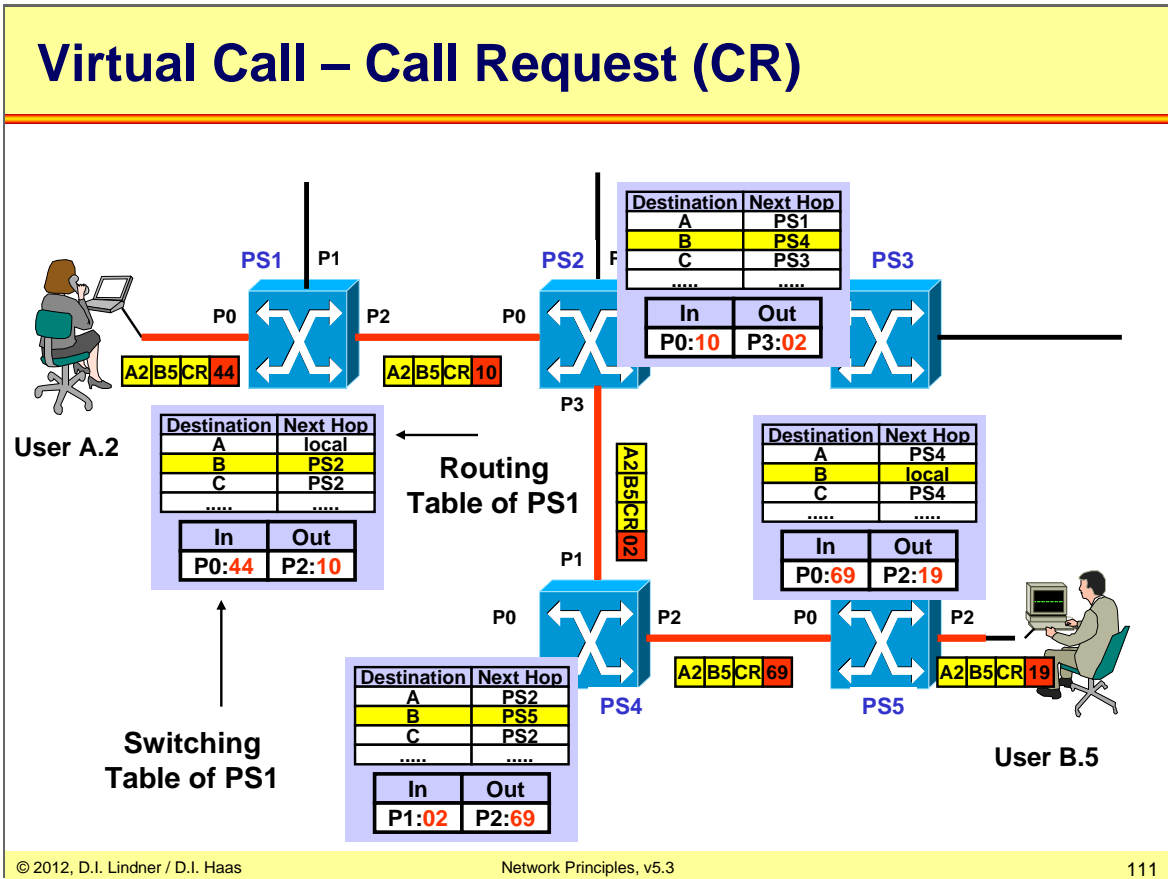 Virtual Call – Call Request (CR)
Destination Next Hop
A PS1
B PS4
C PS3
..... .....
In Out
P0:10 P3:02
PS1 P1
PS2
PS3
P0 P2 P0
A2 B5 CR 44
A2 B5 CR 10
P3
User A.2
Destination Next Hop
A local
B PS2
C PS2
..... .....
In Out
P0:44 P2:10
Routing
Table of PS1
A2 B5 CR 02
Destination Next Hop
A PS4
B local
C PS4
..... .....
In Out
P0:69 P2:19
P1
P0 P2 P0 P2
A2 B5 CR 69
A2 B5 CR 19
PS4
PS5
User B.5
Destination Next Hop
A PS2
B PS5
C PS2
..... .....
In Out
P1:02 P2:69
Switching
Table of PS1
© 2012, D.I. Lindner / D.I. Haas Network Principles, v5.3 111